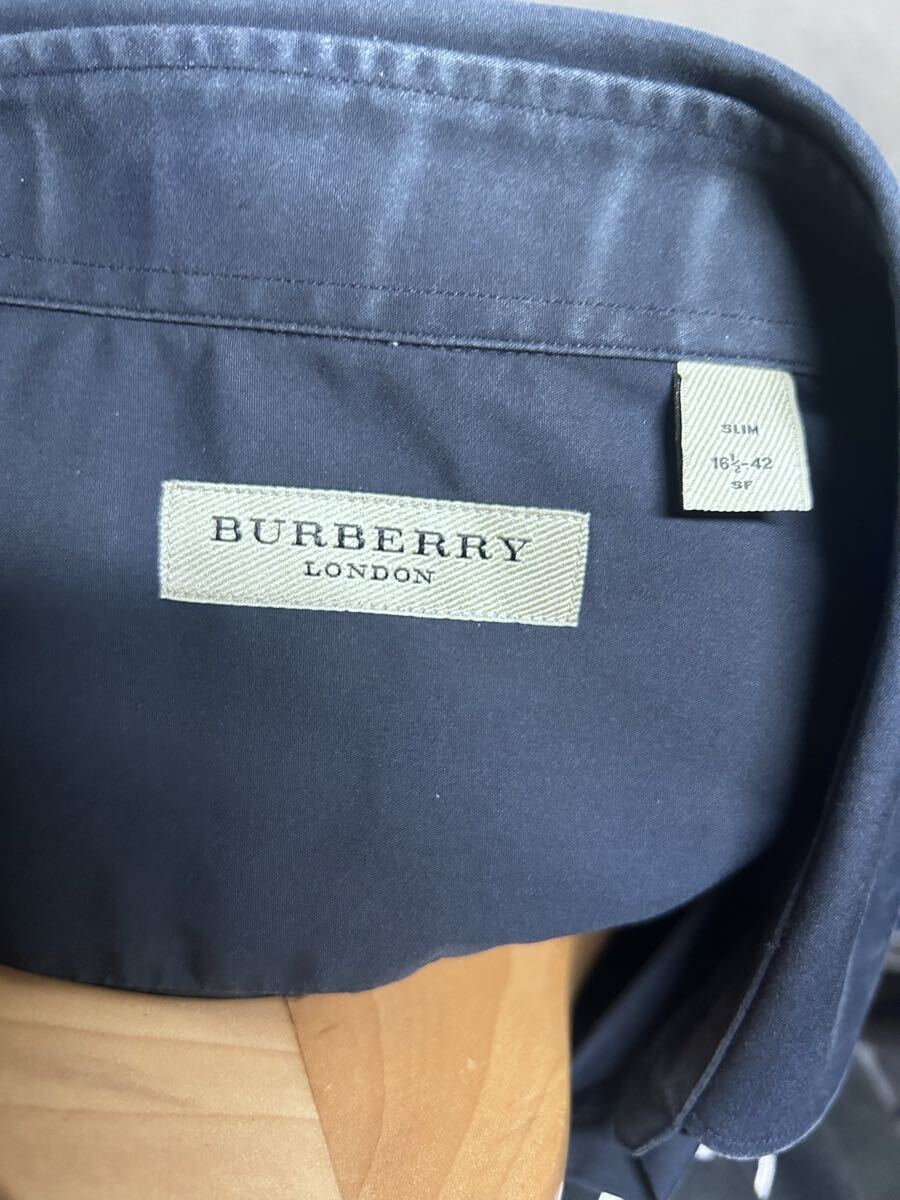 SLIM
16½-42
SF
BURBERRY
LONDON